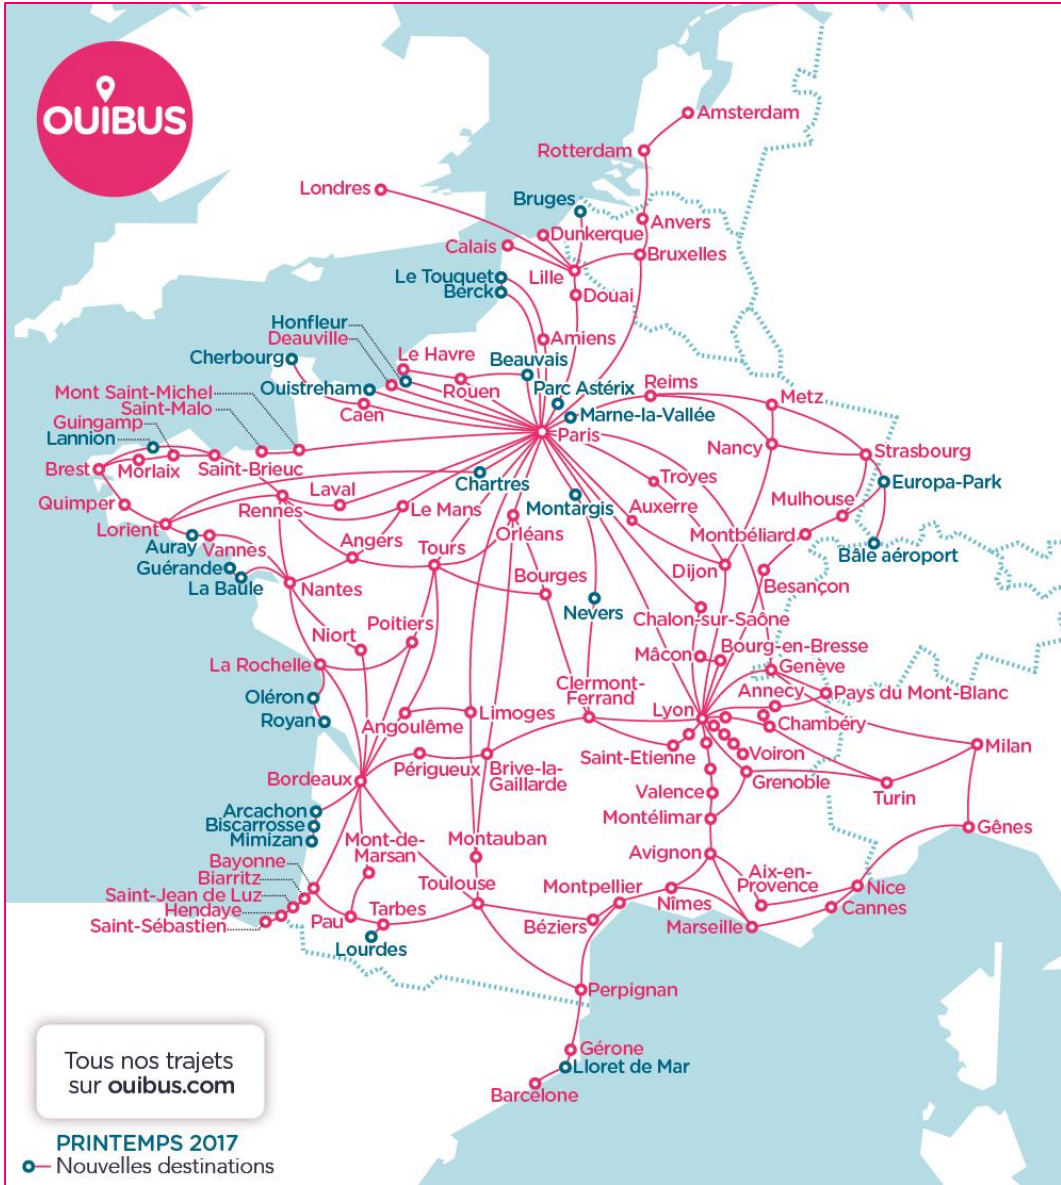 OUIBUS
Amsterdam
Rotterdam
Londres
Bruges
Anvers
Dunkerque
Calais
Bruxelles
Lille
Le Touquet
Berck
Douai
Honfleur
Deauville
Amiens
Cherbourg
Le Havre
Beauvais
Ouistreham
Rouen
Parc Astérix
Reims
Metz
Mont Saint-Michel
Caen
Marne-la-Vallée
Saint-Malo
Guingamp
Lannion
Paris
Nancy
Strasbourg
Brest
Morlaix
Saint-Brieuc
Chartres
Troyes
Europa-Park
Quimper
Laval
Montargis
Mulhouse
Rennes
Le Mans
Auxerre
Lorient
Orléans
Montbéliard
Auray
Vannes
Angers
Tours
Bâle aéroport
Guérande
La Baule
Nantes
Bourges
Dijon
Besançon
Nevers
Chalon-sur-Saône
Niort
Poitiers
Mâcon
Bourg-en-Bresse
La Rochelle
Genève
Clermont-
Ferrand
Annecy
Pays du Mont-Blanc
Oléron
Royan
Angoulême
Limoges
Lyon
Chambéry
Milan
Saint-Etienne
Voiron
Bordeaux
Périgueux
Brive-la-
Gaillarde
Grenoble
Turin
Valence
Arcachon
Biscarrosse
Mimizan
Montélimar
Gênes
Mont-de-
Marsan
Montauban
Avignon
Bayonne
Biarritz
Saint-Jean de Luz
Hendaye
Saint-Sébastien
Aix-en-
Provence
Toulouse
Montpellier
Nîmes
Nice
Cannes
Pau
Tarbes
Béziers
Marseille
Lourdes
Perpignan
Gérone
Lloret de Mar
Barcelone
Tous nos trajets
sur ouibus.com
PRINTEMPS 2017
Nouvelles destinations